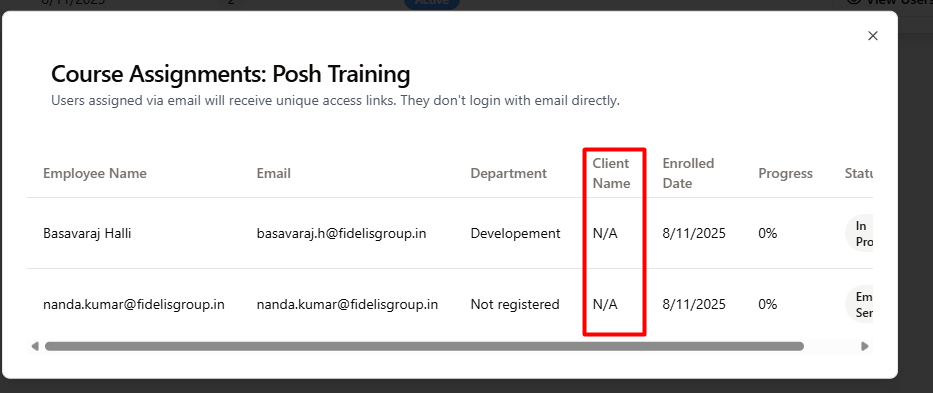 8/11/2025 2 Active View Users
Course Assignments: Posh Training
Users assigned via email will receive unique access links. They don't login with email directly.
Employee Name Email Department Client Name Enrolled Date Progress Statu
Basavaraj Halli basavaraj.h@fidelisgroup.in Developement N/A 8/11/2025 0% In Pro
nanda.kumar@fidelisgroup.in nanda.kumar@fidelisgroup.in Not registered N/A 8/11/2025 0% Em Ser